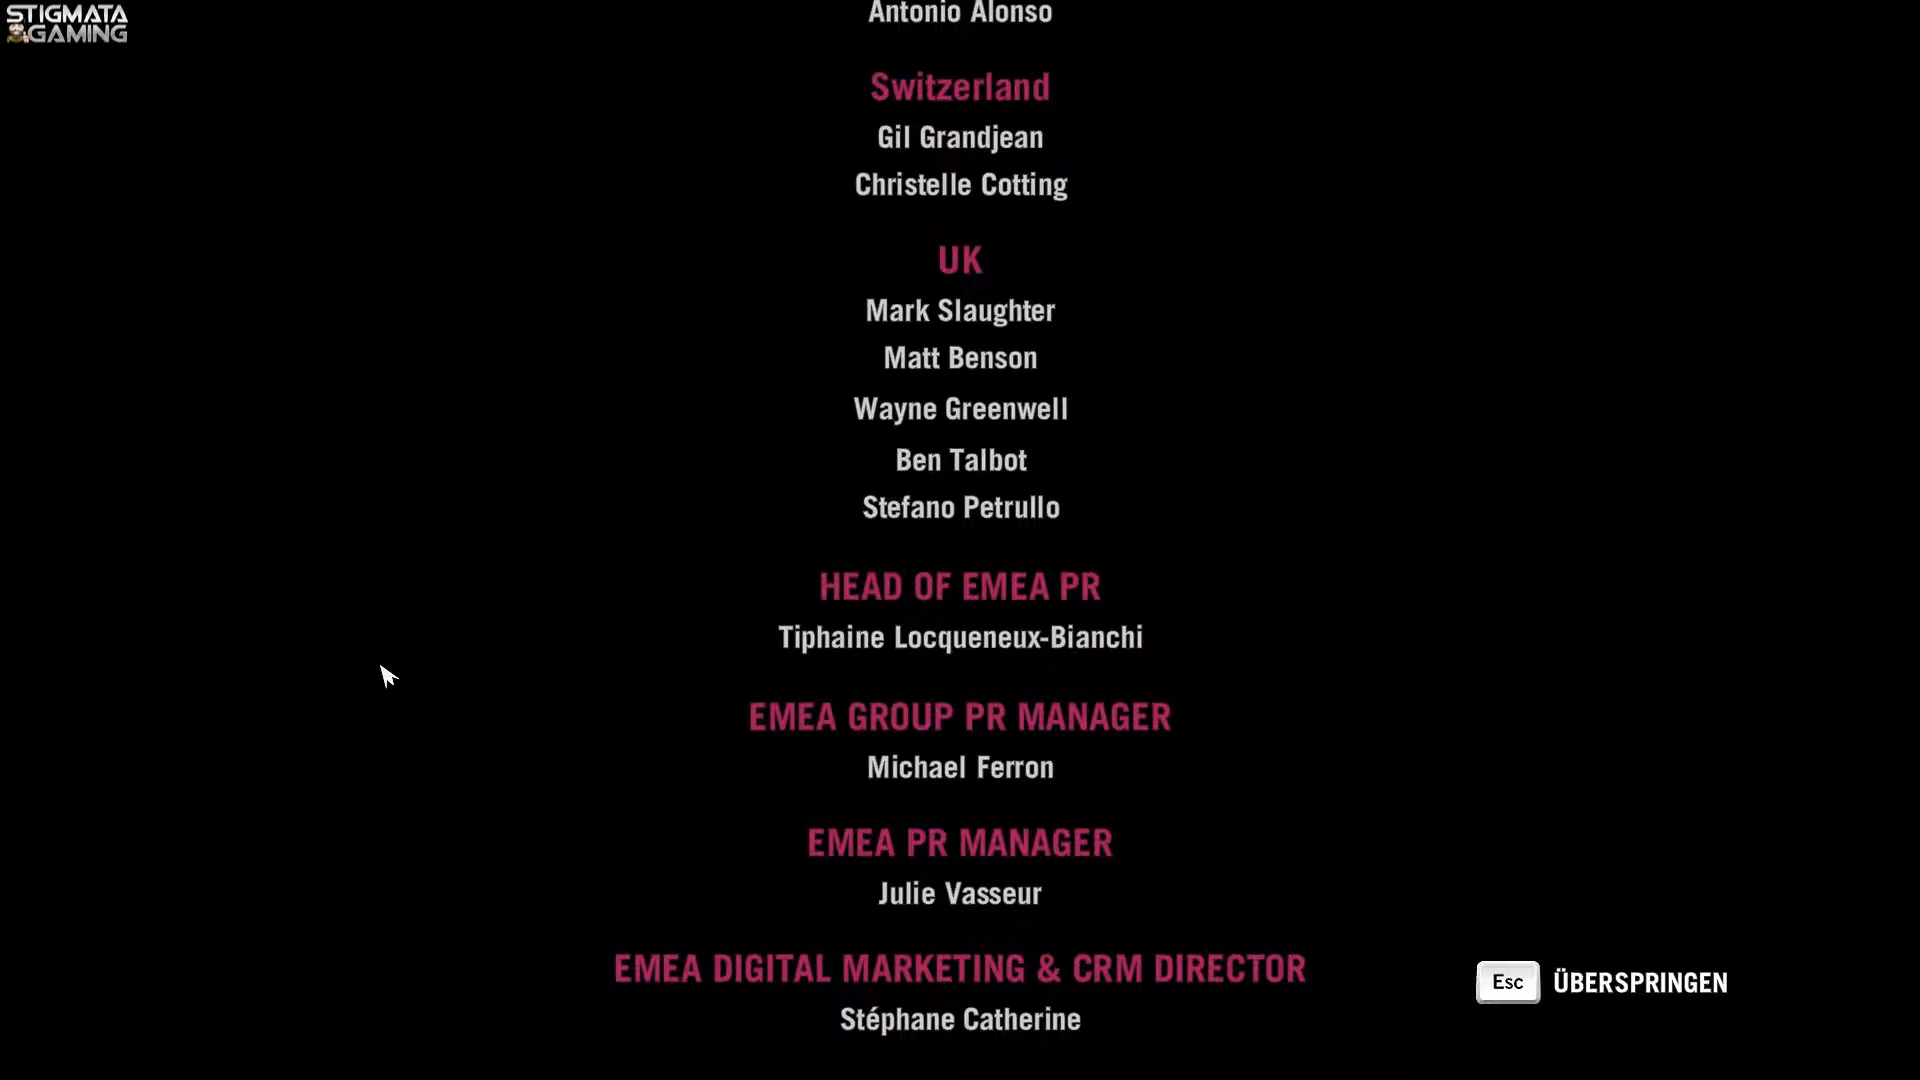 STIGMATA
GAMING
Antonio Alonso
Switzerland
Gil Grandjean
Christelle Cotting
UK
Mark Slaughter
Matt Benson
Wayne Greenwell
Ben Talbot
Stefano Petrullo
HEAD OF EMEA PR
Tiphaine Locqueneux-Bianchi
EMEA GROUP PR MANAGER
Michael Ferron
EMEA PR MANAGER
Julie Vasseur
EMEA DIGITAL MARKETING & CRM DIRECTOR
Stéphane Catherine
Esc ÜBERSPRINGEN